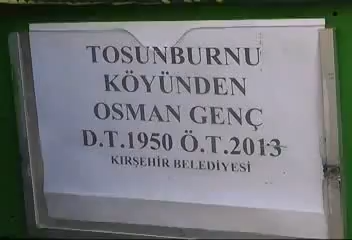 TOSUNBURNU
KÖYÜNDEN
OSMAN GENÇ
D.T.1950 Ö.T.2013
KIRŞEHİR BELEDİYESİ